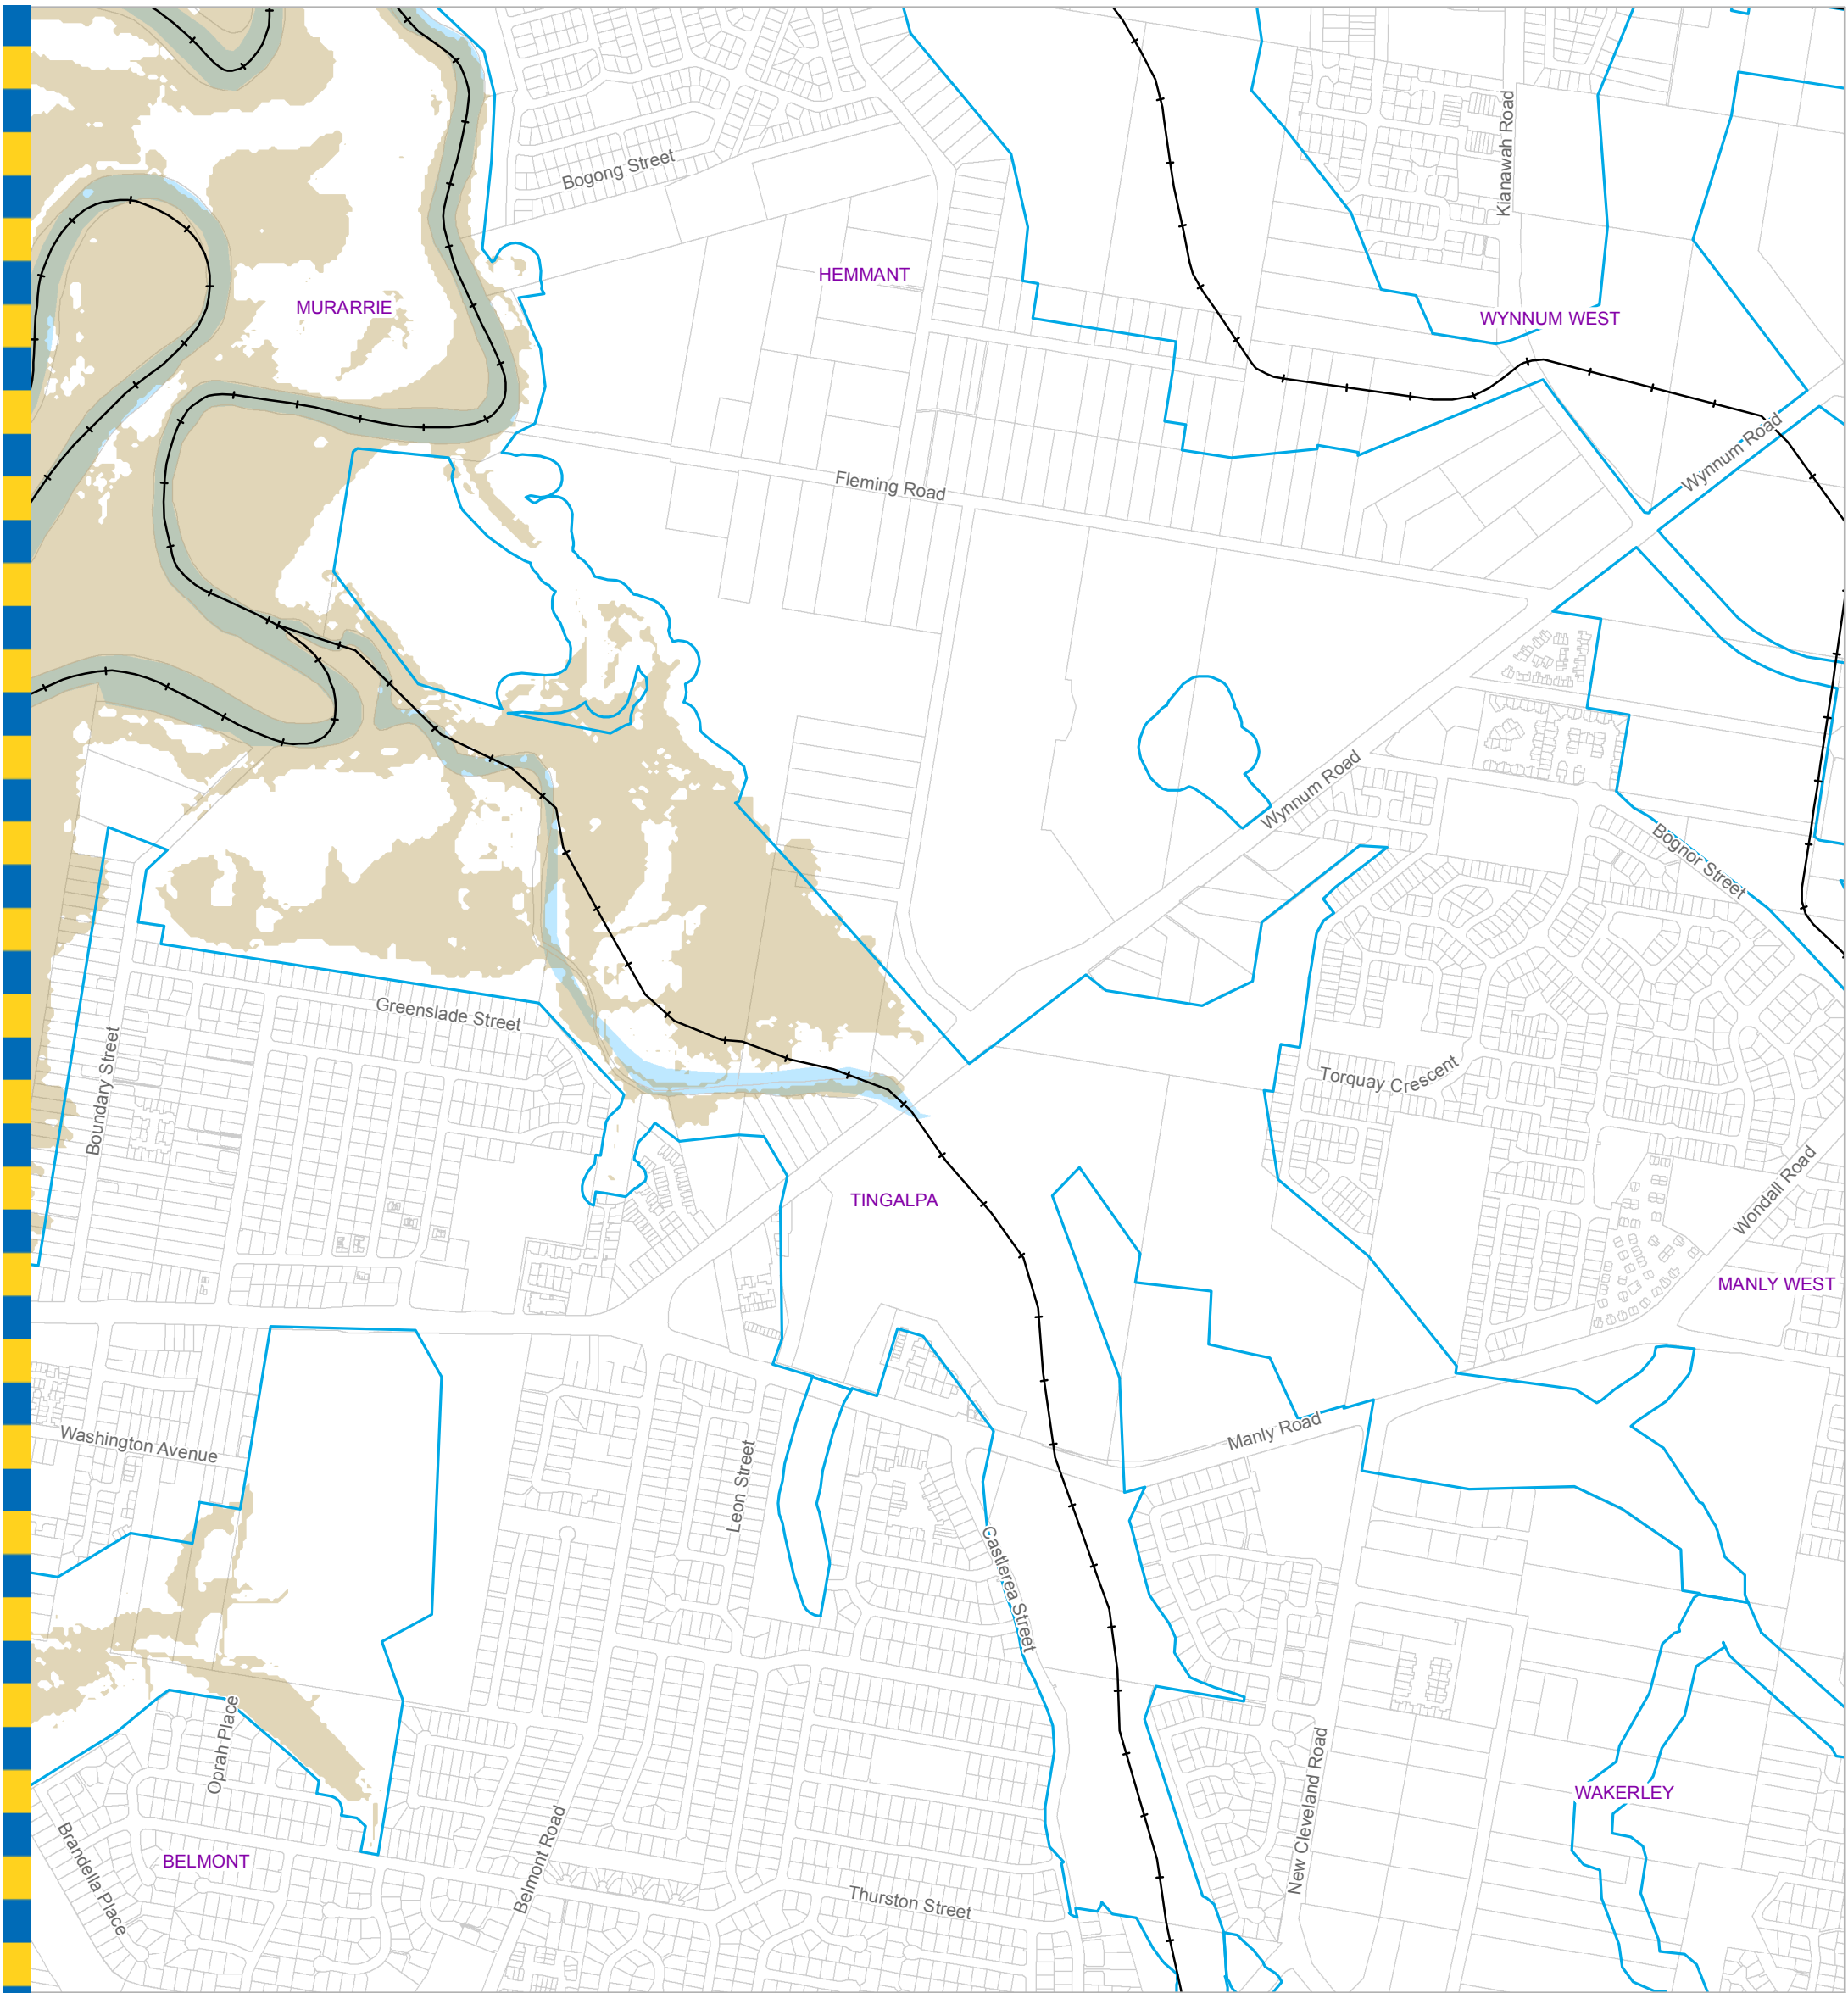 Kianawah Road
Bogong Street
HEMMANT
MURARRIE
WYNNUM WEST
Wynnum Road
Fleming Road
Wynnum Road
Bognor Street
Greenslade Street
Boundary Street
Torquay Crescent
Wondall Road
TINGALPA
MANLY WEST
Manly Road
Washington Avenue
Leon Street
Castlerea Street
Oprah Place
New Cleveland Road
WAKERLEY
Belmont Road
Brandella Place
BELMONT
Thurston Street